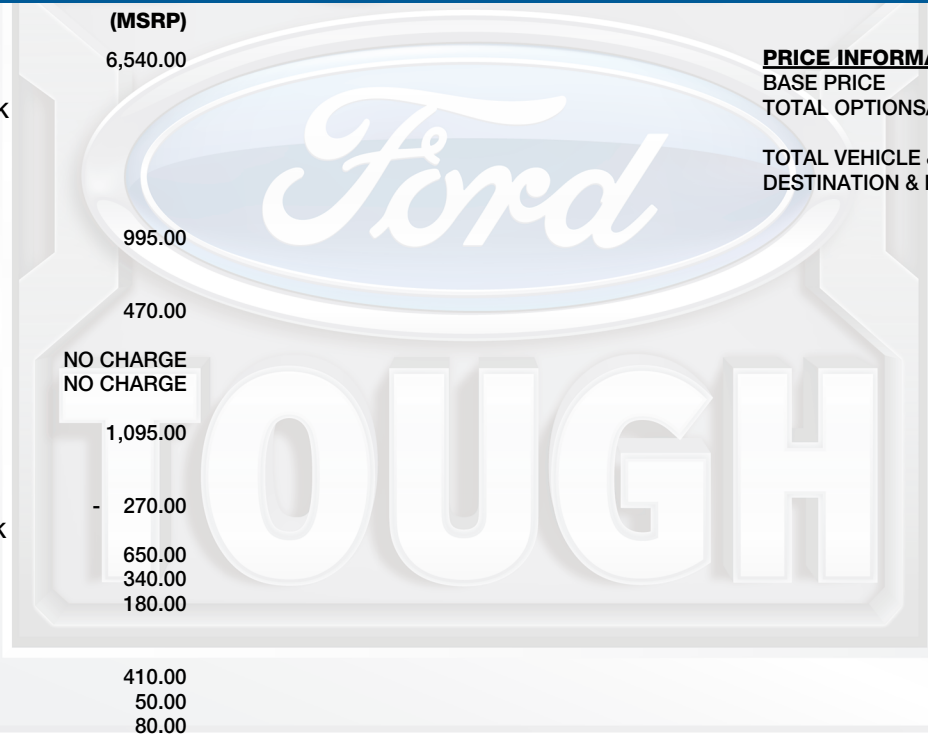 (MSRP)
6,540.00
K
995.00
470.00
NO CHARGE
NO CHARGE
1,095.00
- 270.00
K
650.00
340.00
180.00
410.00
50.00
80.00
PRICE INFORMA
BASE PRICE
TOTAL OPTIONS/
TOTAL VEHICLE &
DESTINATION &
Ford
TOUGH